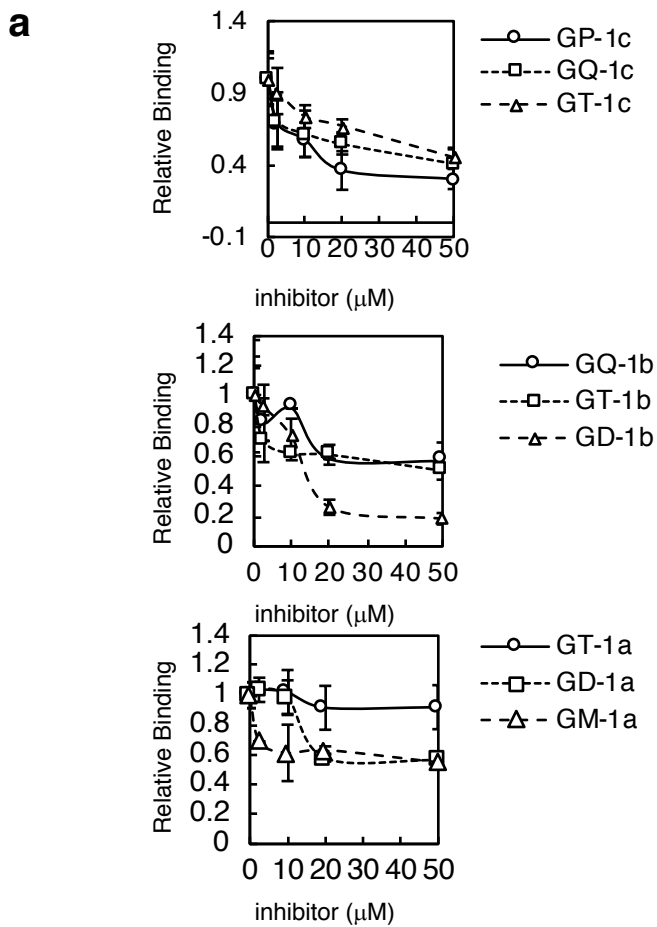 a
1.4
0.9
0.4
-0.1
Relative Binding
0 10 20 30 40 50
inhibitor (μM)
GP-1c
GQ-1c
GT-1c
1.4
1.2
1
0.8
0.6
0.4
0.2
0
Relative Binding
0 10 20 30 40 50
inhibitor (μM)
GQ-1b
GT-1b
GD-1b
1.4
1.2
1
0.8
0.6
0.4
0.2
0
Relative Binding
0 10 20 30 40 50
inhibitor (μM)
GT-1a
GD-1a
GM-1a